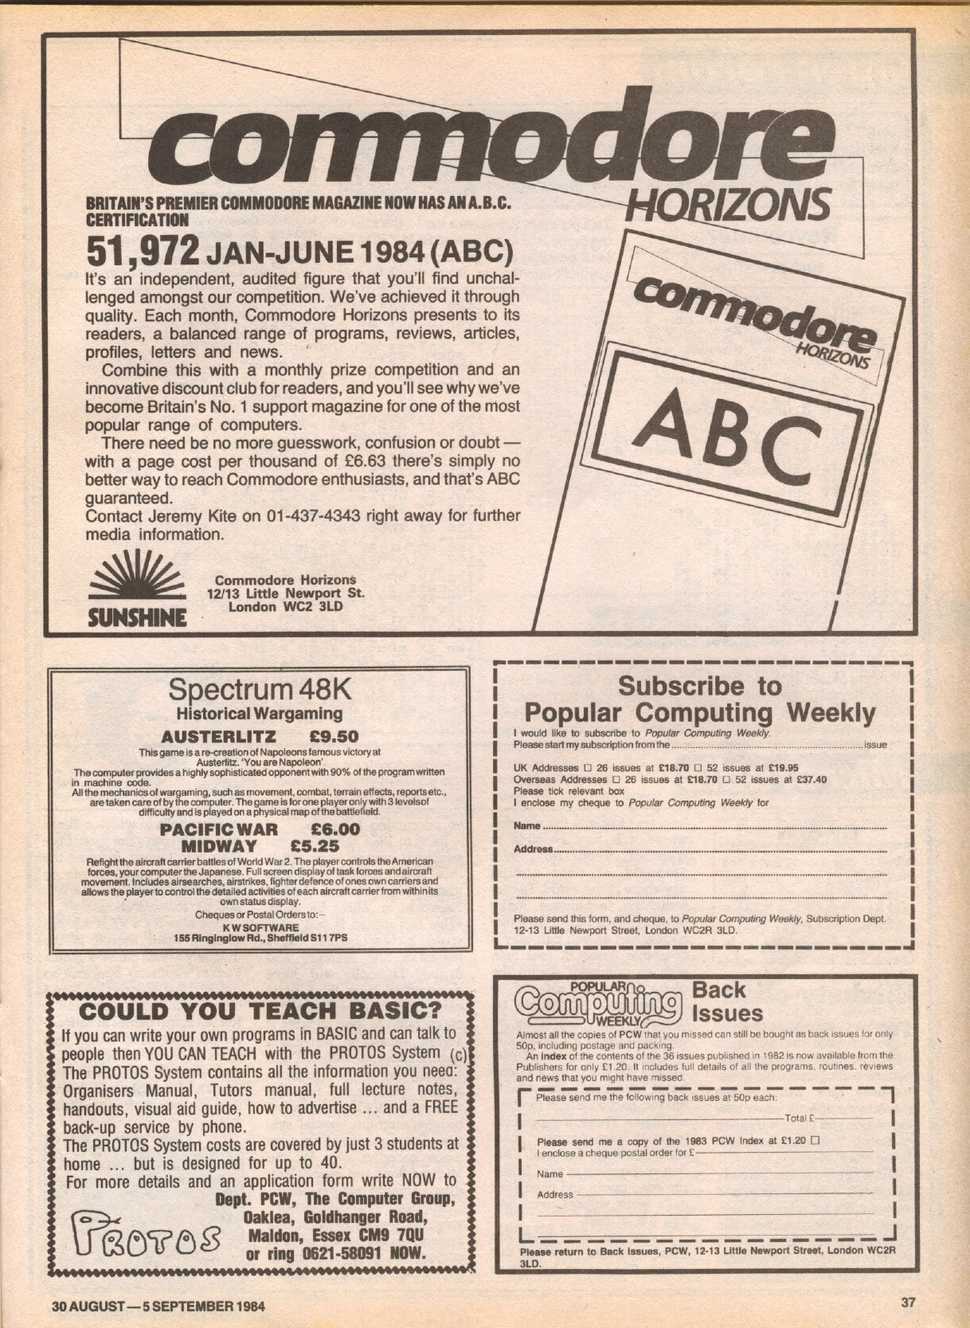 commodore
HORIZONS
BRITAIN'S PREMIER COMMODORE MAGAZINE NOW HAS AN A.B.C.
CERTIFICATION
51,972 JAN-JUNE 1984 (ABC)
It's an independent, audited figure that you'll find unchal-
lenged amongst our competition. We've achieved it through
quality. Each month, Commodore Horizons presents to its
readers, a balanced range of programs, reviews, articles,
profiles, letters and news.
Combine this with a monthly prize competition and an
innovative discount club for readers, and you'll see why we've
become Britain's No. 1 support magazine for one of the most
popular range of computers.
There need be no more guesswork, confusion or doubt —
with a page cost per thousand of £6.63 there's simply no
better way to reach Commodore enthusiasts, and that's ABC
guaranteed.
Contact Jeremy Kite on 01-437-4343 right away for further
media information.
SUNSHINE
Commodore Horizons
12/13 Little Newport St.
London WC2 3LD
commodore
HORIZONS
ABC
Spectrum 48K
Historical Wargaming
AUSTERLITZ £9.50
This game is a re-creation of Napoleons famous victory at
Austerlitz. 'You are Napoleon'.
The computer provides a highly sophisticated opponent with 90% of the program written
in machine code.
All the mechanics of wargaming, such as movement, combat, terrain effects, reports etc.,
are taken care of by the computer. The game is for one player only with 3 levels of
difficulty and is played on a physical map of the battlefield.
PACIFIC WAR £6.00
MIDWAY £5.25
Refight the aircraft carrier battles of World War 2. The player controls the American
forces, your computer the Japanese. Full screen display of task forces and aircraft
movement. Includes airsearches, airstrikes, fighter defence of ones own carriers and
allows the player to control the detailed activities of each aircraft carrier from within its
own status display.
Cheques or Postal Orders to:–
K W SOFTWARE
155 Ringinglow Rd., Sheffield S11 7PS
Subscribe to
Popular Computing Weekly
I would like to subscribe to Popular Computing Weekly.
Please start my subscription from the ........ issue
UK Addresses ☐ 26 issues at £18.70 ☐ 52 issues at £19.95
Overseas Addresses ☐ 26 issues at £18.70 ☐ 52 issues at £37.40
Please tick relevant box
I enclose my cheque to Popular Computing Weekly for
Name ........
Address ........
Please send this form, and cheque, to Popular Computing Weekly, Subscription Dept.
12-13 Little Newport Street, London WC2R 3LD.
COULD YOU TEACH BASIC?
If you can write your own programs in BASIC and can talk to
people then YOU CAN TEACH with the PROTOS System (c)
The PROTOS System contains all the information you need:
Organisers Manual, Tutors manual, full lecture notes,
handouts, visual aid guide, how to advertise ... and a FREE
back-up service by phone.
The PROTOS System costs are covered by just 3 students at
home ... but is designed for up to 40.
For more details and an application form write NOW to
Dept. PCW, The Computer Group,
Oaklea, Goldhanger Road,
Maldon, Essex CM9 7QU
or ring 0621-58091 NOW.
PROTOS
POPULAR
Computing
WEEKLY
Back
Issues
Almost all the copies of PCW that you missed can still be bought as back issues for only
50p, including postage and packing.
An index of the contents of the 36 issues published in 1982 is now available from the
Publishers for only £1.20. It includes full details of all the programs, routines, reviews
and news that you might have missed.
Please send me the following back issues at 50p each:
Total £
Please send me a copy of the 1983 PCW Index at £1.20 ☐
I enclose a cheque postal order for £
Name
Address
Please return to Back Issues, PCW, 12-13 Little Newport Street, London WC2R
3LD.
30 AUGUST—5 SEPTEMBER 1984
37